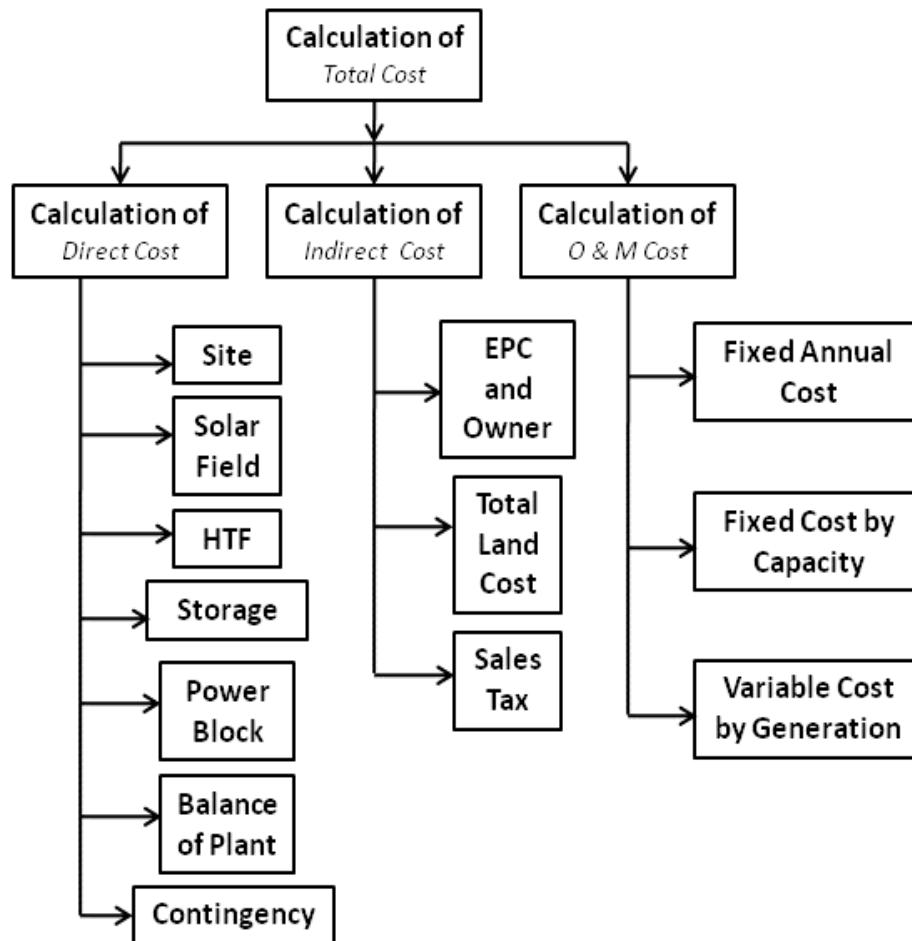 Calculation of
Total Cost
Calculation of
Direct Cost
Calculation of
Indirect Cost
Calculation of
O & M Cost
Site
Solar
Field
HTF
Storage
Power
Block
Balance
of Plant
Contingency
EPC
and
Owner
Total
Land
Cost
Sales
Tax
Fixed Annual
Cost
Fixed Cost by
Capacity
Variable Cost
by Generation